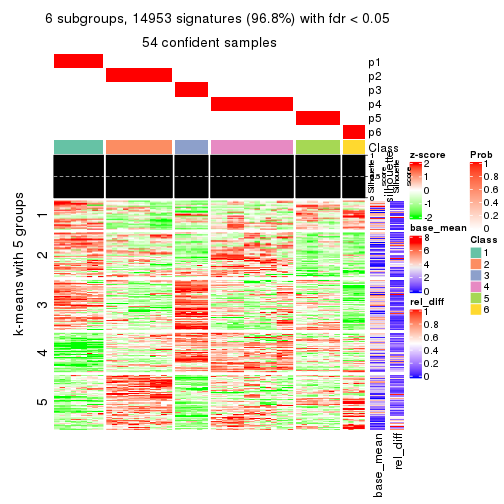 6 subgroups, 14953 signatures (96.8%) with fdr < 0.05
54 confident samples
p1
p2
p3
p4
p5
p6
Class
silhouette
k-means with 5 groups
1
2
3
4
5
base_mean
rel_diff
z-score
2
1
0
-1
-2
base_mean
8
6
4
2
0
rel_diff
1
0.8
0.6
0.4
0.2
0
Prob
1
0.8
0.6
0.4
0.2
0
Class
1
2
3
4
5
6